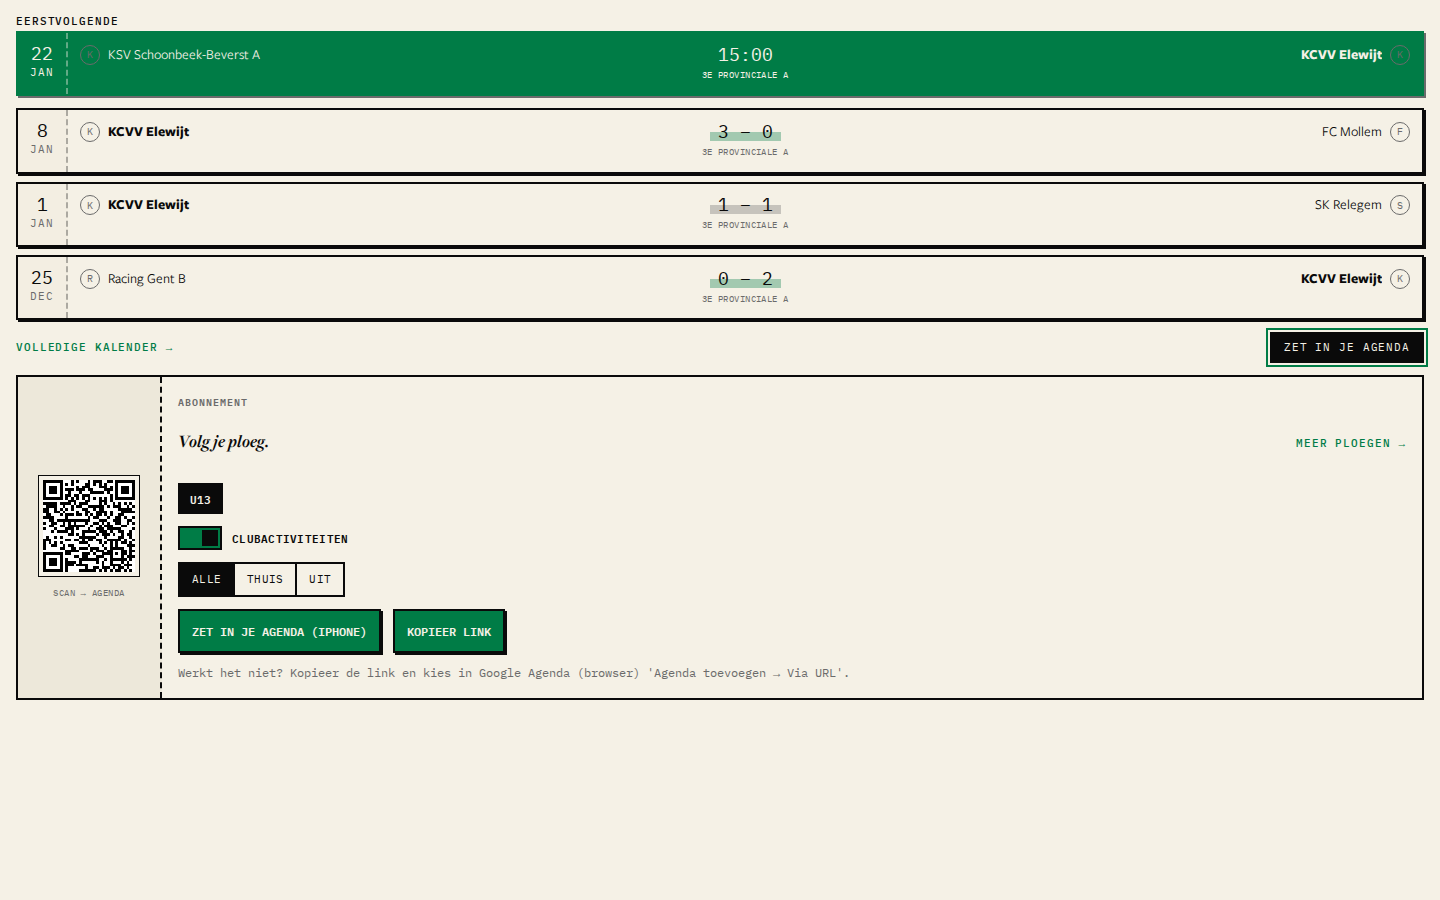 EERSTVOLGENDE
22 JAN K KSV Schoonbeek-Beverst A 15:00 3E PROVINCIALE A KCVV Elewijt K
8 JAN K KCVV Elewijt 3 – 0 3E PROVINCIALE A FC Mollem F
1 JAN K KCVV Elewijt 1 – 1 3E PROVINCIALE A SK Relegem S
25 DEC R Racing Gent B 0 – 2 3E PROVINCIALE A KCVV Elewijt K
VOLLEDIGE KALENDER → ZET IN JE AGENDA
ABONNEMENT
Volg je ploeg. MEER PLOEGEN →
U13
CLUBACTIVITEITEN
ALLE THUIS UIT
SCAN → AGENDA
ZET IN JE AGENDA (IPHONE) KOPIEER LINK
Werkt het niet? Kopieer de link en kies in Google Agenda (browser) 'Agenda toevoegen → Via URL'.